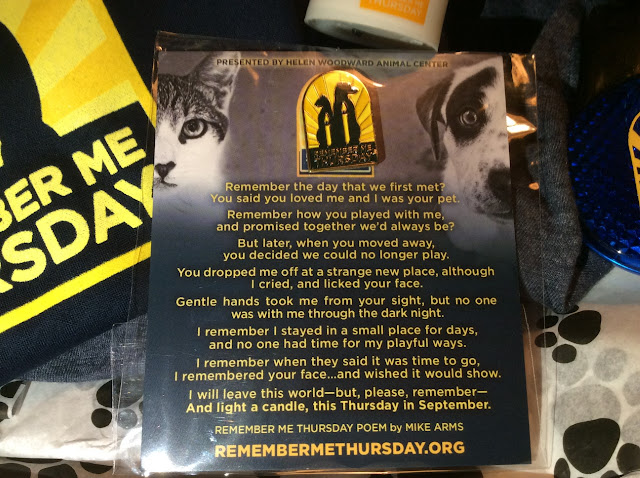 THURSDAY
PRESENTED BY HELEN WOODWARD ANIMAL CENTER
REMEMBER ME
THURSDAY
BER ME
RSDAY
Remember the day that we first met?
You said you loved me and I was your pet.
Remember how you played with me,
and promised together we'd always be?
But later, when you moved away,
you decided we could no longer play.
You dropped me off at a strange new place, although
I cried, and licked your face.
Gentle hands took me from your sight, but no one
was with me through the dark night.
I remember I stayed in a small place for days,
and no one had time for my playful ways.
I remember when they said it was time to go,
I remembered your face...and wished it would show.
I will leave this world—but, please, remember—
And light a candle, this Thursday in September.
REMEMBER ME THURSDAY POEM by MIKE ARMS
REMEMBERMETHURSDAY.ORG